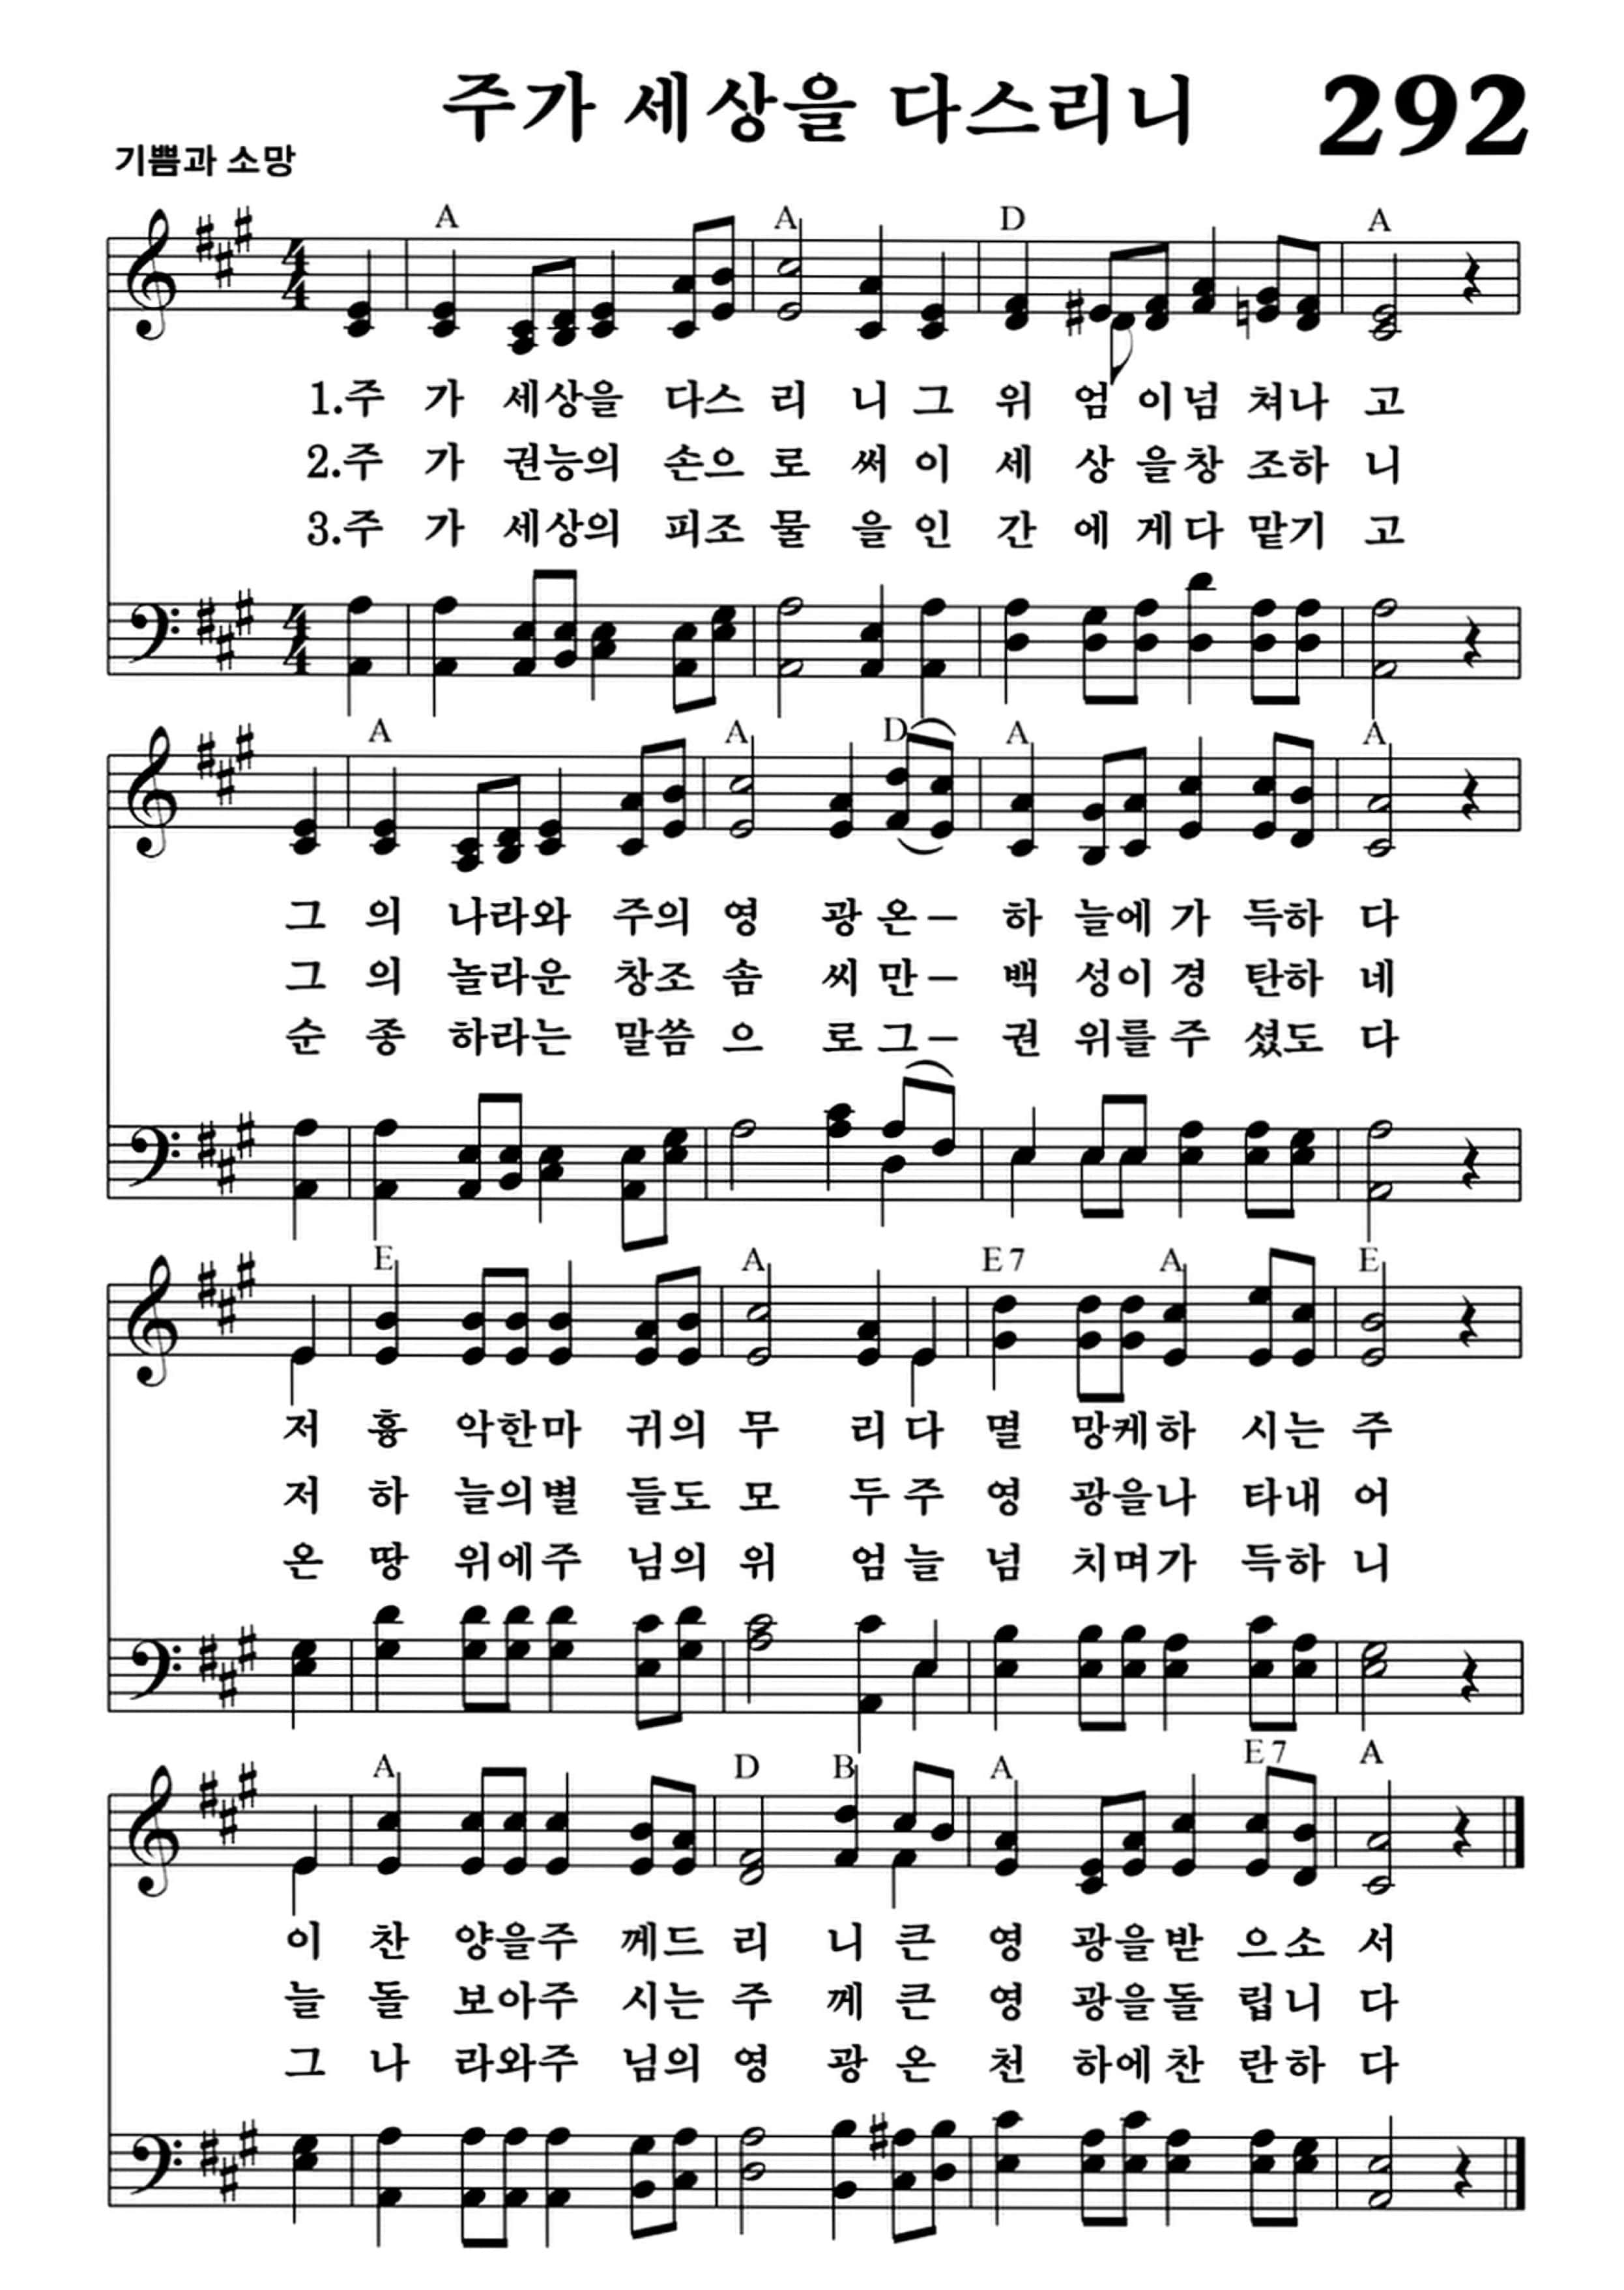 주가 세상을 다스리니 292
기쁨과 소망
A A D A
4 4
1.주 가 세상을 다스 리 니 그 위 엄 이넘 쳐나 고
2.주 가 권능의 손으 로 써 이 세 상 을창 조하 니
3.주 가 세상의 피조 물 을 인 간 에 게다 맡기 고
4 4
A A D A A
그 의 나라와 주의 영 광 온– 하 늘에 가 득하 다
그 의 놀라운 창조 솜 씨 만– 백 성이 경 탄하 네
순 종 하라는 말씀 으 로 그– 권 위를 주 셨도 다
E A E7 A E
저 흉 악한마 귀의 무 리 다 멸 망케하 시는 주
저 하 늘의별 들도 모 두 주 영 광을나 타내 어
온 땅 위에주 님의 위 엄 늘 넘 치며가 득하 니
A D B A E7 A
이 찬 양을주 께드 리 니 큰 영 광을받 으소 서
늘 돌 보아주 시는 주 께 큰 영 광을돌 립니 다
그 나 라와주 님의 영 광 온 천 하에찬 란하 다